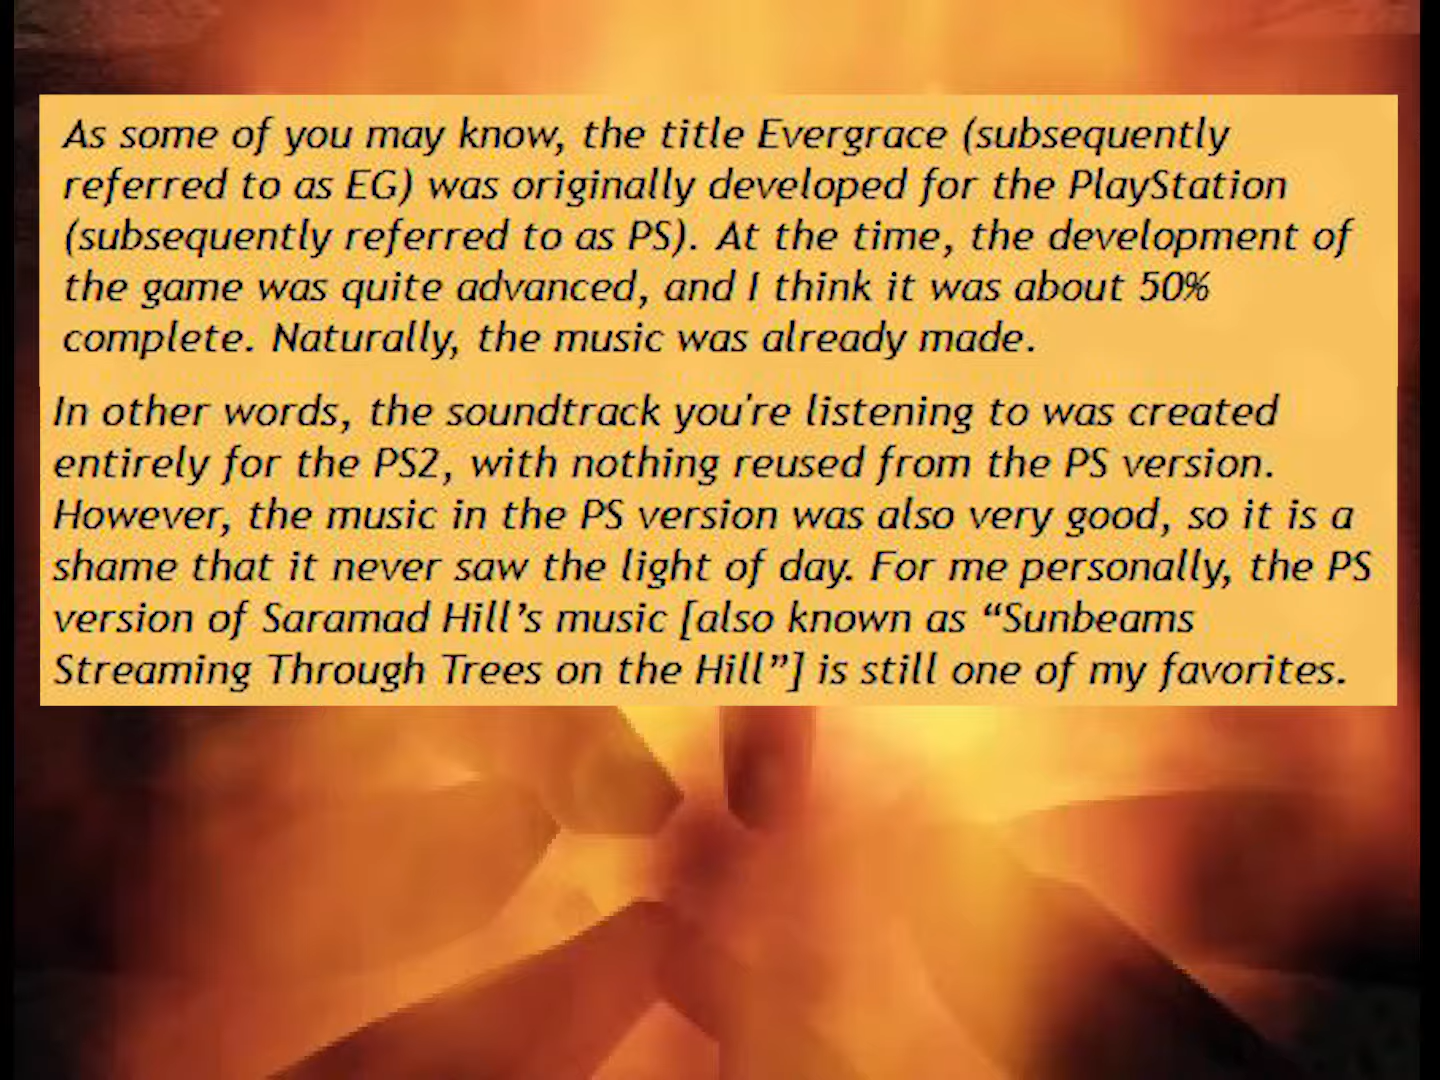 As some of you may know, the title Evergrace (subsequently
referred to as EG) was originally developed for the PlayStation
(subsequently referred to as PS). At the time, the development of
the game was quite advanced, and I think it was about 50%
complete. Naturally, the music was already made.
In other words, the soundtrack you're listening to was created
entirely for the PS2, with nothing reused from the PS version.
However, the music in the PS version was also very good, so it is a
shame that it never saw the light of day. For me personally, the PS
version of Saramad Hill’s music [also known as “Sunbeams
Streaming Through Trees on the Hill”] is still one of my favorites.